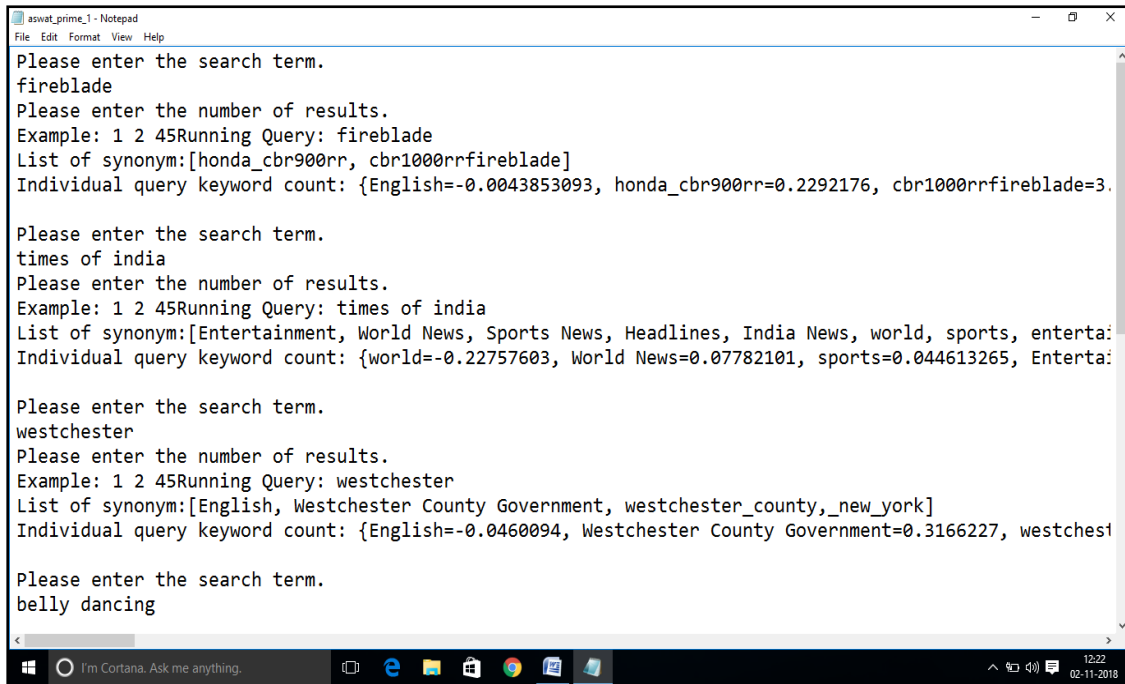 aswat_prime_1 - Notepad
File Edit Format View Help
Please enter the search term.
fireblade
Please enter the number of results.
Example: 1 2 45Running Query: fireblade
List of synonym:[honda_cbr900rr, cbr1000rrfireblade]
Individual query keyword count: {English=-0.0043853093, honda_cbr900rr=0.2292176, cbr1000rrfireblade=3.
Please enter the search term.
times of india
Please enter the number of results.
Example: 1 2 45Running Query: times of india
List of synonym:[Entertainment, World News, Sports News, Headlines, India News, world, sports, entertai
Individual query keyword count: {world=-0.22757603, World News=0.07782101, sports=0.044613265, Entertai
Please enter the search term.
westchester
Please enter the number of results.
Example: 1 2 45Running Query: westchester
List of synonym:[English, Westchester County Government, westchester_county,_new_york]
Individual query keyword count: {English=-0.0460094, Westchester County Government=0.3166227, westchest
Please enter the search term.
belly dancing
I'm Cortana. Ask me anything.
12:22
02-11-2018